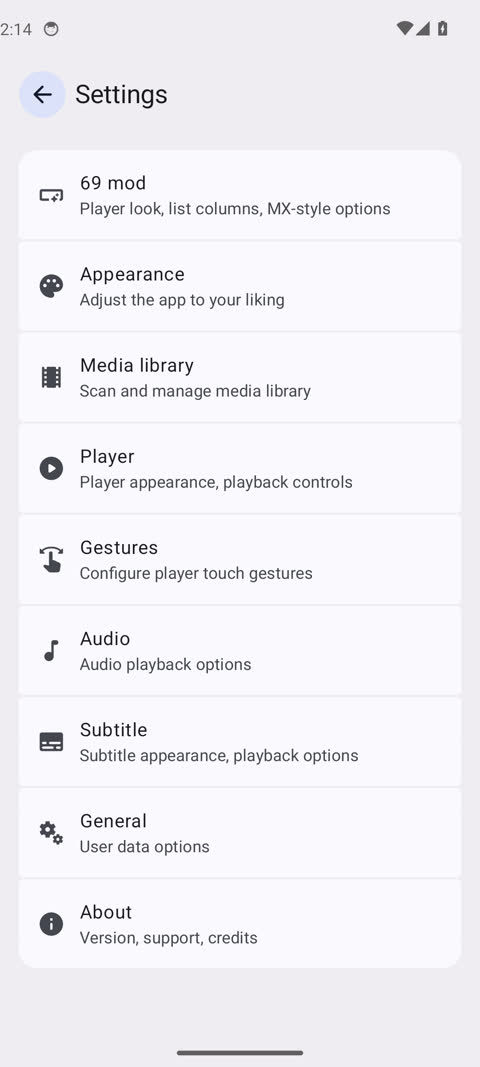 2:14
Settings
69 mod
Player look, list columns, MX-style options
Appearance
Adjust the app to your liking
Media library
Scan and manage media library
Player
Player appearance, playback controls
Gestures
Configure player touch gestures
Audio
Audio playback options
Subtitle
Subtitle appearance, playback options
General
User data options
About
Version, support, credits